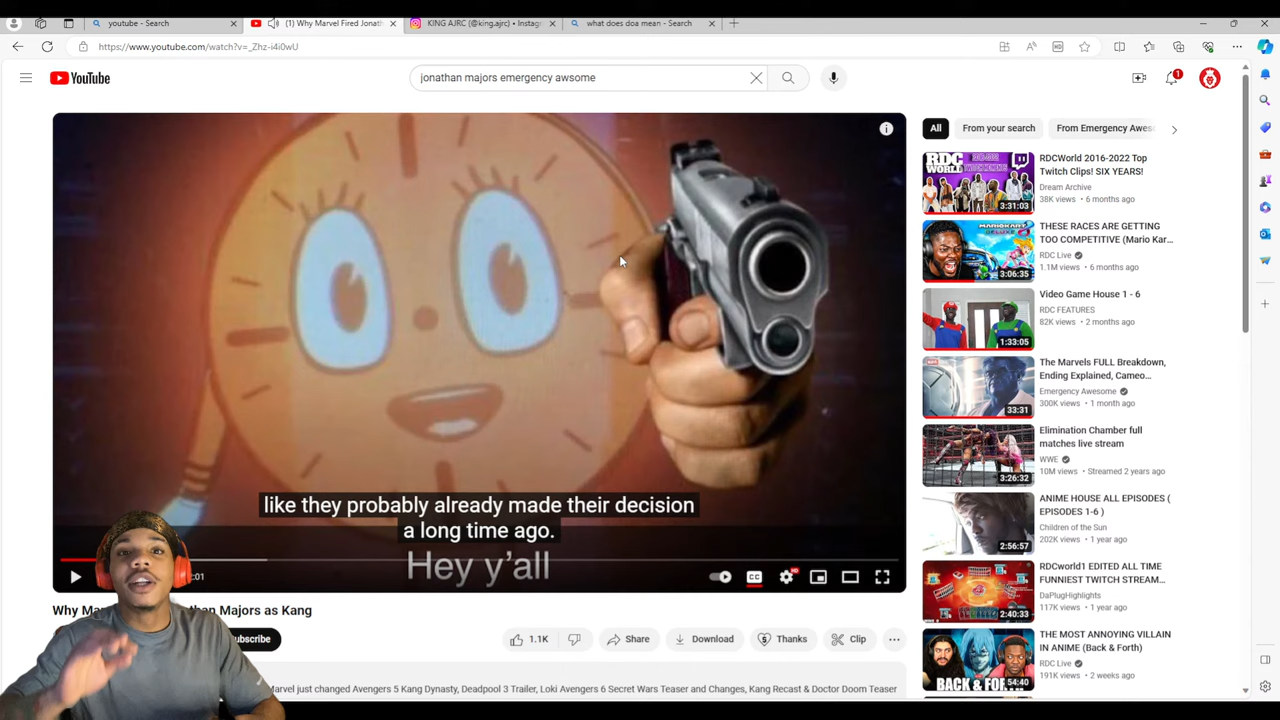 youtube - Search
(1) Why Marvel Fired Jonath
KING AJRC (@king.ajrc) • Instag
what does doa mean - Search
https://www.youtube.com/watch?v=_Zhz-i4i0wU
YouTube
jonathan majors emergency awsome
1
like they probably already made their decision
a long time ago.
Hey y'all
:01
CC
HD
Why Ma
than Majors as Kang
ubscribe
1.1K
Share
Download
Thanks
Clip
Marvel just changed Avengers 5 Kang Dynasty, Deadpool 3 Trailer, Loki Avengers 6 Secret Wars Teaser and Changes, Kang Recast & Doctor Doom Teaser
All
From your search
From Emergency Aweso
RDC
WORLD
3:31:03
RDCWorld 2016-2022 Top
Twitch Clips! SIX YEARS!
Dream Archive
38K views • 6 months ago
3:06:35
THESE RACES ARE GETTING
TOO COMPETITIVE (Mario Kar...
RDC Live
1.1M views • 6 months ago
1:33:05
Video Game House 1 - 6
RDC FEATURES
82K views • 2 months ago
33:31
The Marvels FULL Breakdown,
Ending Explained, Cameo...
Emergency Awesome
300K views • 1 month ago
3:26:32
Elimination Chamber full
matches live stream
WWE
10M views • Streamed 2 years ago
2:56:57
ANIME HOUSE ALL EPISODES (
EPISODES 1-6 )
Children of the Sun
202K views • 1 year ago
2:40:33
RDCworld1 EDITED ALL TIME
FUNNIEST TWITCH STREAM...
DaPlugHighlights
117K views • 1 year ago
BACK & FORTH
54:40
THE MOST ANNOYING VILLAIN
IN ANIME (Back & Forth)
RDC Live
191K views • 2 weeks ago